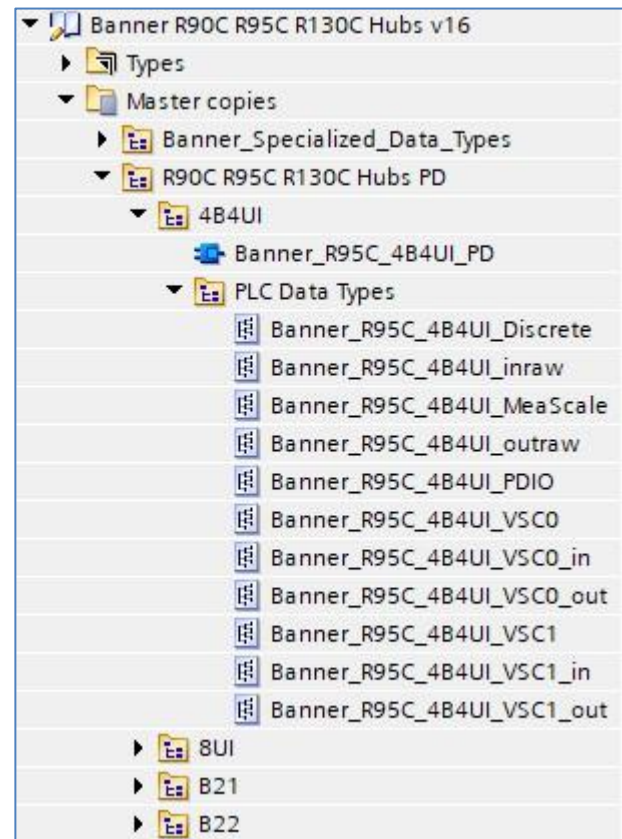 Banner R90C R95C R130C Hubs v16
Types
Master copies
Banner_Specialized_Data_Types
R90C R95C R130C Hubs PD
4B4UI
Banner_R95C_4B4UI_PD
PLC Data Types
Banner_R95C_4B4UI_Discrete
Banner_R95C_4B4UI_inraw
Banner_R95C_4B4UI_MeaScale
Banner_R95C_4B4UI_outraw
Banner_R95C_4B4UI_PDIO
Banner_R95C_4B4UI_VSC0
Banner_R95C_4B4UI_VSC0_in
Banner_R95C_4B4UI_VSC0_out
Banner_R95C_4B4UI_VSC1
Banner_R95C_4B4UI_VSC1_in
Banner_R95C_4B4UI_VSC1_out
8UI
B21
B22